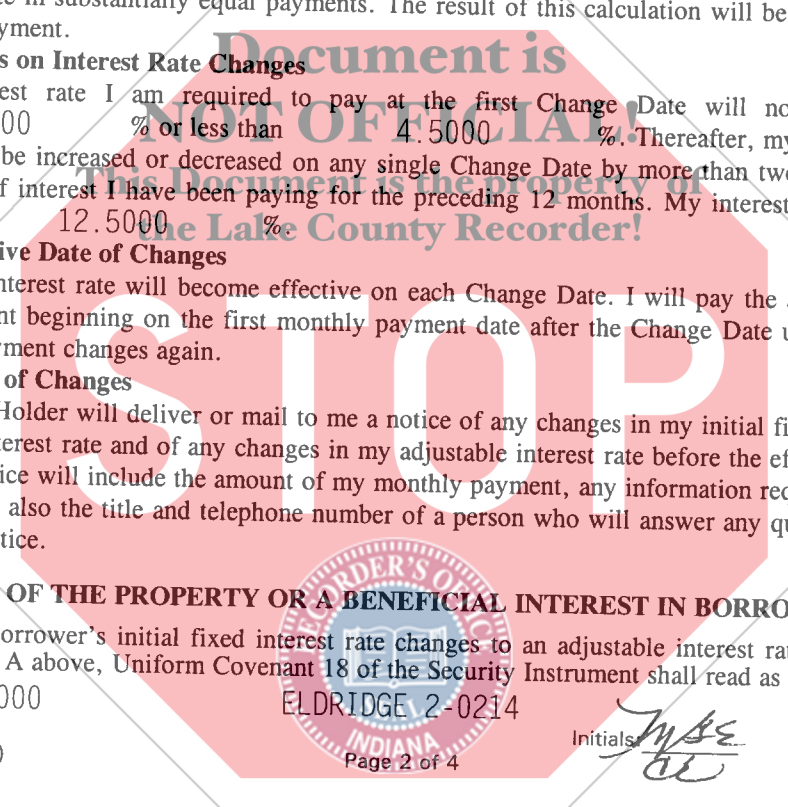 in substantially equal payments. The result of this calculation will be
yment.
s on Interest Rate Changes
est rate I am required to pay at the first Change Date will no
00 % or less than 4.5000 %. Thereafter, my
be increased or decreased on any single Change Date by more than two
f interest I have been paying for the preceding 12 months. My interest
12.5000 %.
ive Date of Changes
nterest rate will become effective on each Change Date. I will pay the
nt beginning on the first monthly payment date after the Change Date u
yment changes again.
of Changes
Holder will deliver or mail to me a notice of any changes in my initial fi
terest rate and of any changes in my adjustable interest rate before the ef
ice will include the amount of my monthly payment, any information req
also the title and telephone number of a person who will answer any qu
tice.
OF THE PROPERTY OR A BENEFICIAL INTEREST IN BORRO
orrower's initial fixed interest rate changes to an adjustable interest ra
A above, Uniform Covenant 18 of the Security Instrument shall read as
000
ELDRIDGE 2-0214
Initials:
Page 2 of 4
Document is
NOT OFFICIAL!
This Document is the property of
the Lake County Recorder!
STOP
RECORDER'S OFFICE
SEAL
INDIANA